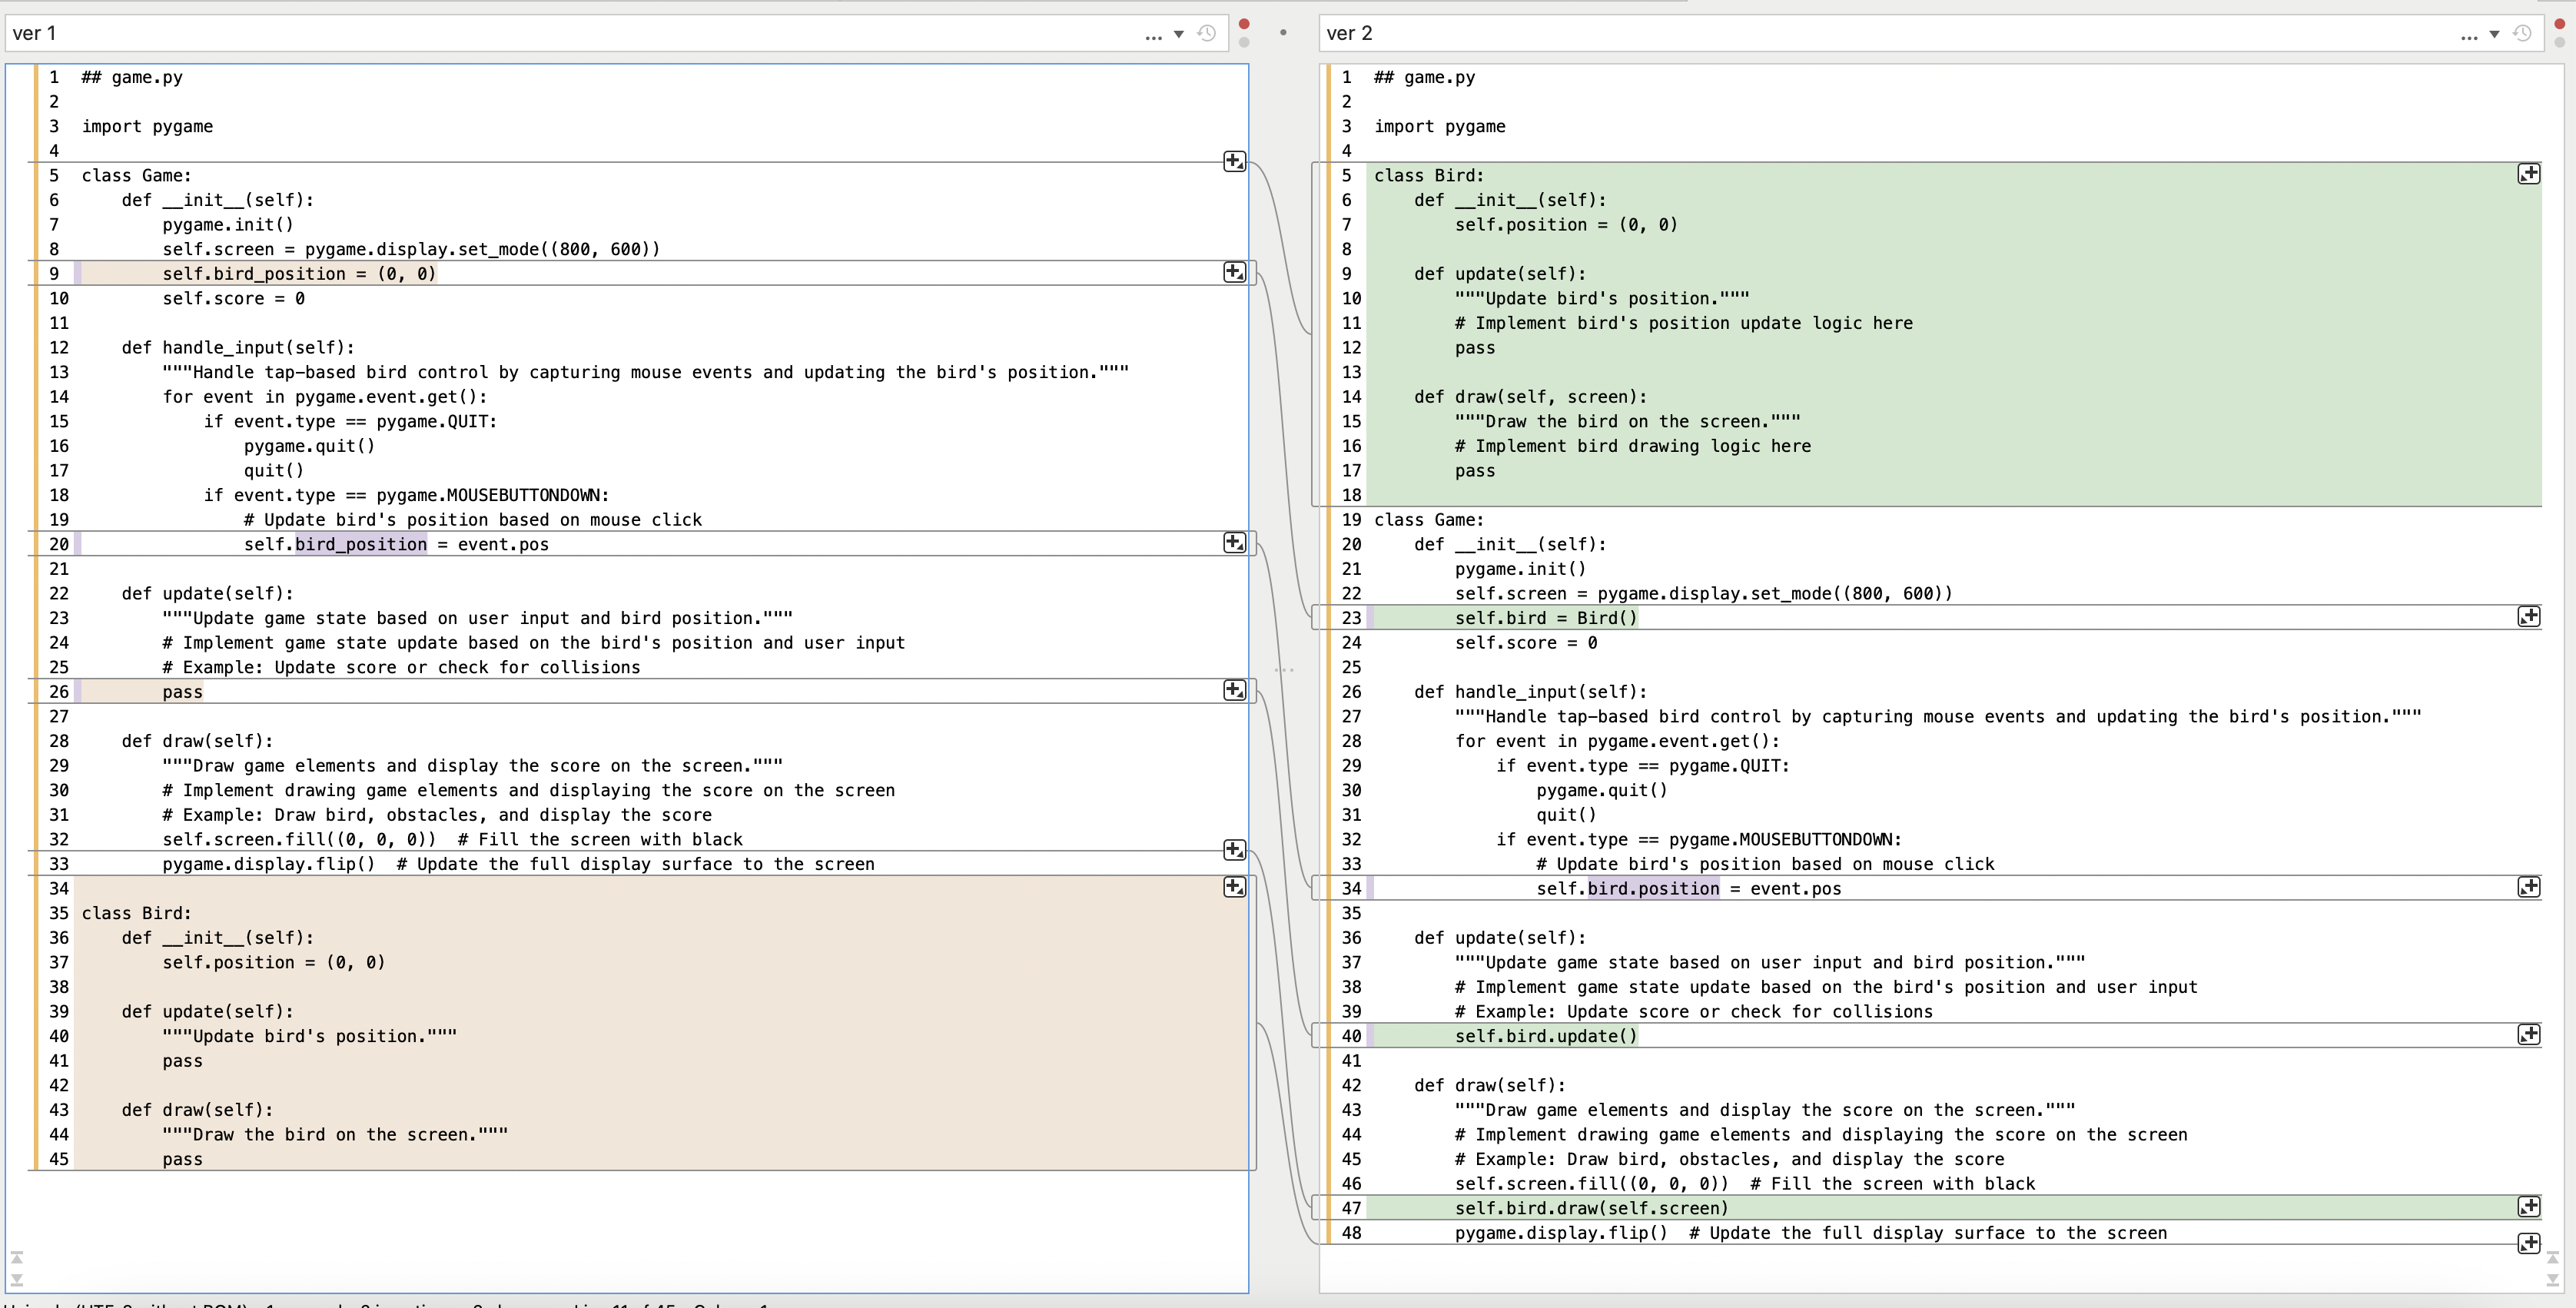 ver 1
...
1 ## game.py
2
3 import pygame
4
5 class Game:
6     def __init__(self):
7         pygame.init()
8         self.screen = pygame.display.set_mode((800, 600))
9         self.bird_position = (0, 0)
10         self.score = 0
11
12     def handle_input(self):
13         """Handle tap-based bird control by capturing mouse events and updating the bird's position."""
14         for event in pygame.event.get():
15             if event.type == pygame.QUIT:
16                 pygame.quit()
17                 quit()
18             if event.type == pygame.MOUSEBUTTONDOWN:
19                 # Update bird's position based on mouse click
20                 self.bird_position = event.pos
21
22     def update(self):
23         """Update game state based on user input and bird position."""
24         # Implement game state update based on the bird's position and user input
25         # Example: Update score or check for collisions
26         pass
27
28     def draw(self):
29         """Draw game elements and display the score on the screen."""
30         # Implement drawing game elements and displaying the score on the screen
31         # Example: Draw bird, obstacles, and display the score
32         self.screen.fill((0, 0, 0))  # Fill the screen with black
33         pygame.display.flip()  # Update the full display surface to the screen
34
35 class Bird:
36     def __init__(self):
37         self.position = (0, 0)
38
39     def update(self):
40         """Update bird's position."""
41         pass
42
43     def draw(self):
44         """Draw the bird on the screen."""
45         pass
ver 2
...
1 ## game.py
2
3 import pygame
4
5 class Bird:
6     def __init__(self):
7         self.position = (0, 0)
8
9     def update(self):
10         """Update bird's position."""
11         # Implement bird's position update logic here
12         pass
13
14     def draw(self, screen):
15         """Draw the bird on the screen."""
16         # Implement bird drawing logic here
17         pass
18
19 class Game:
20     def __init__(self):
21         pygame.init()
22         self.screen = pygame.display.set_mode((800, 600))
23         self.bird = Bird()
24         self.score = 0
25
26     def handle_input(self):
27         """Handle tap-based bird control by capturing mouse events and updating the bird's position."""
28         for event in pygame.event.get():
29             if event.type == pygame.QUIT:
30                 pygame.quit()
31                 quit()
32             if event.type == pygame.MOUSEBUTTONDOWN:
33                 # Update bird's position based on mouse click
34                 self.bird.position = event.pos
35
36     def update(self):
37         """Update game state based on user input and bird position."""
38         # Implement game state update based on the bird's position and user input
39         # Example: Update score or check for collisions
40         self.bird.update()
41
42     def draw(self):
43         """Draw game elements and display the score on the screen."""
44         # Implement drawing game elements and displaying the score on the screen
45         # Example: Draw bird, obstacles, and display the score
46         self.screen.fill((0, 0, 0))  # Fill the screen with black
47         self.bird.draw(self.screen)
48         pygame.display.flip()  # Update the full display surface to the screen